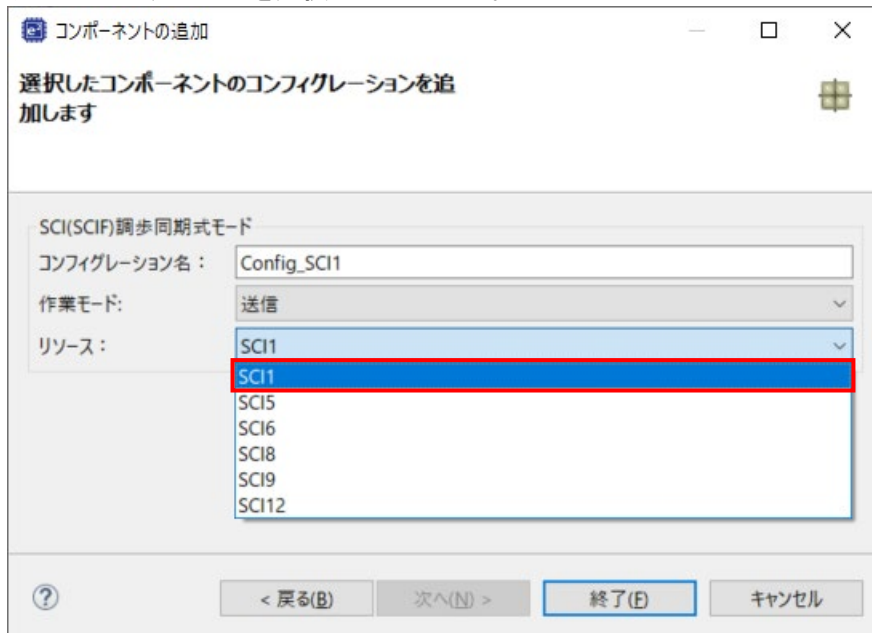 コンポーネントの追加
選択したコンポーネントのコンフィグレーションを追
加します
SCI(SCIF)調歩同期式モード
コンフィグレーション名：
Config_SCI1
作業モード:
送信
リソース：
SCI1
SCI1
SCI5
SCI6
SCI8
SCI9
SCI12
< 戻る(B)
次へ(N) >
終了(F)
キャンセル